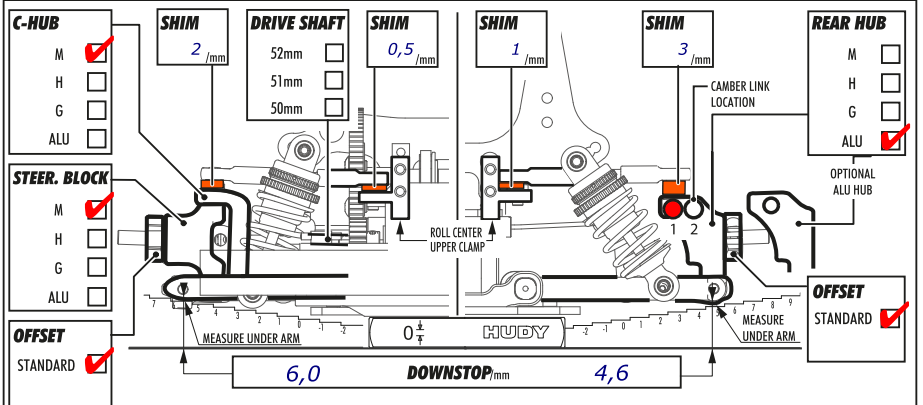 C-HUB
M
H
G
ALU
SHIM
2 /mm
DRIVE SHAFT
52mm
51mm
50mm
SHIM
0,5 /mm
SHIM
1 /mm
SHIM
3 /mm
CAMBER LINK
LOCATION
REAR HUB
M
H
G
ALU
OPTIONAL
ALU HUB
STEER. BLOCK
M
H
G
ALU
1 2
ROLL CENTER
UPPER CLAMP
OFFSET
STANDARD
MEASURE UNDER ARM
0
HUDY
MEASURE
UNDER ARM
OFFSET
STANDARD
6,0 DOWNSTOP/mm 4,6